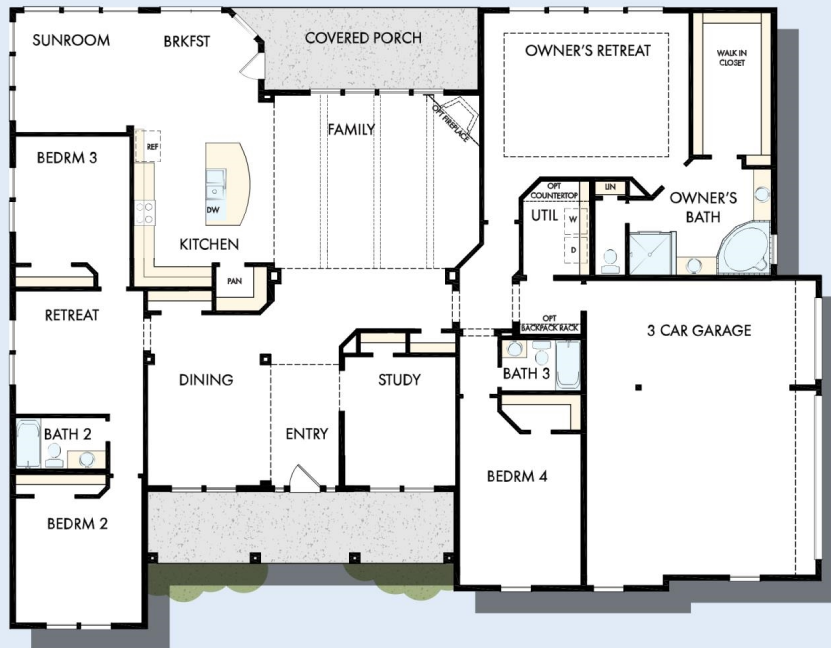 SUNROOM
BRKFST
COVERED PORCH
OWNER'S RETREAT
WALK IN
CLOSET
FAMILY
OPT FIREPLACE
BEDRM 3
REF
DW
KITCHEN
PAN
OPT
COUNTERTOP
LIN
UTIL
W
D
OWNER'S
BATH
RETREAT
OPT
BACKPACK RACK
3 CAR GARAGE
DINING
STUDY
BATH 3
ENTRY
BATH 2
BEDRM 4
BEDRM 2